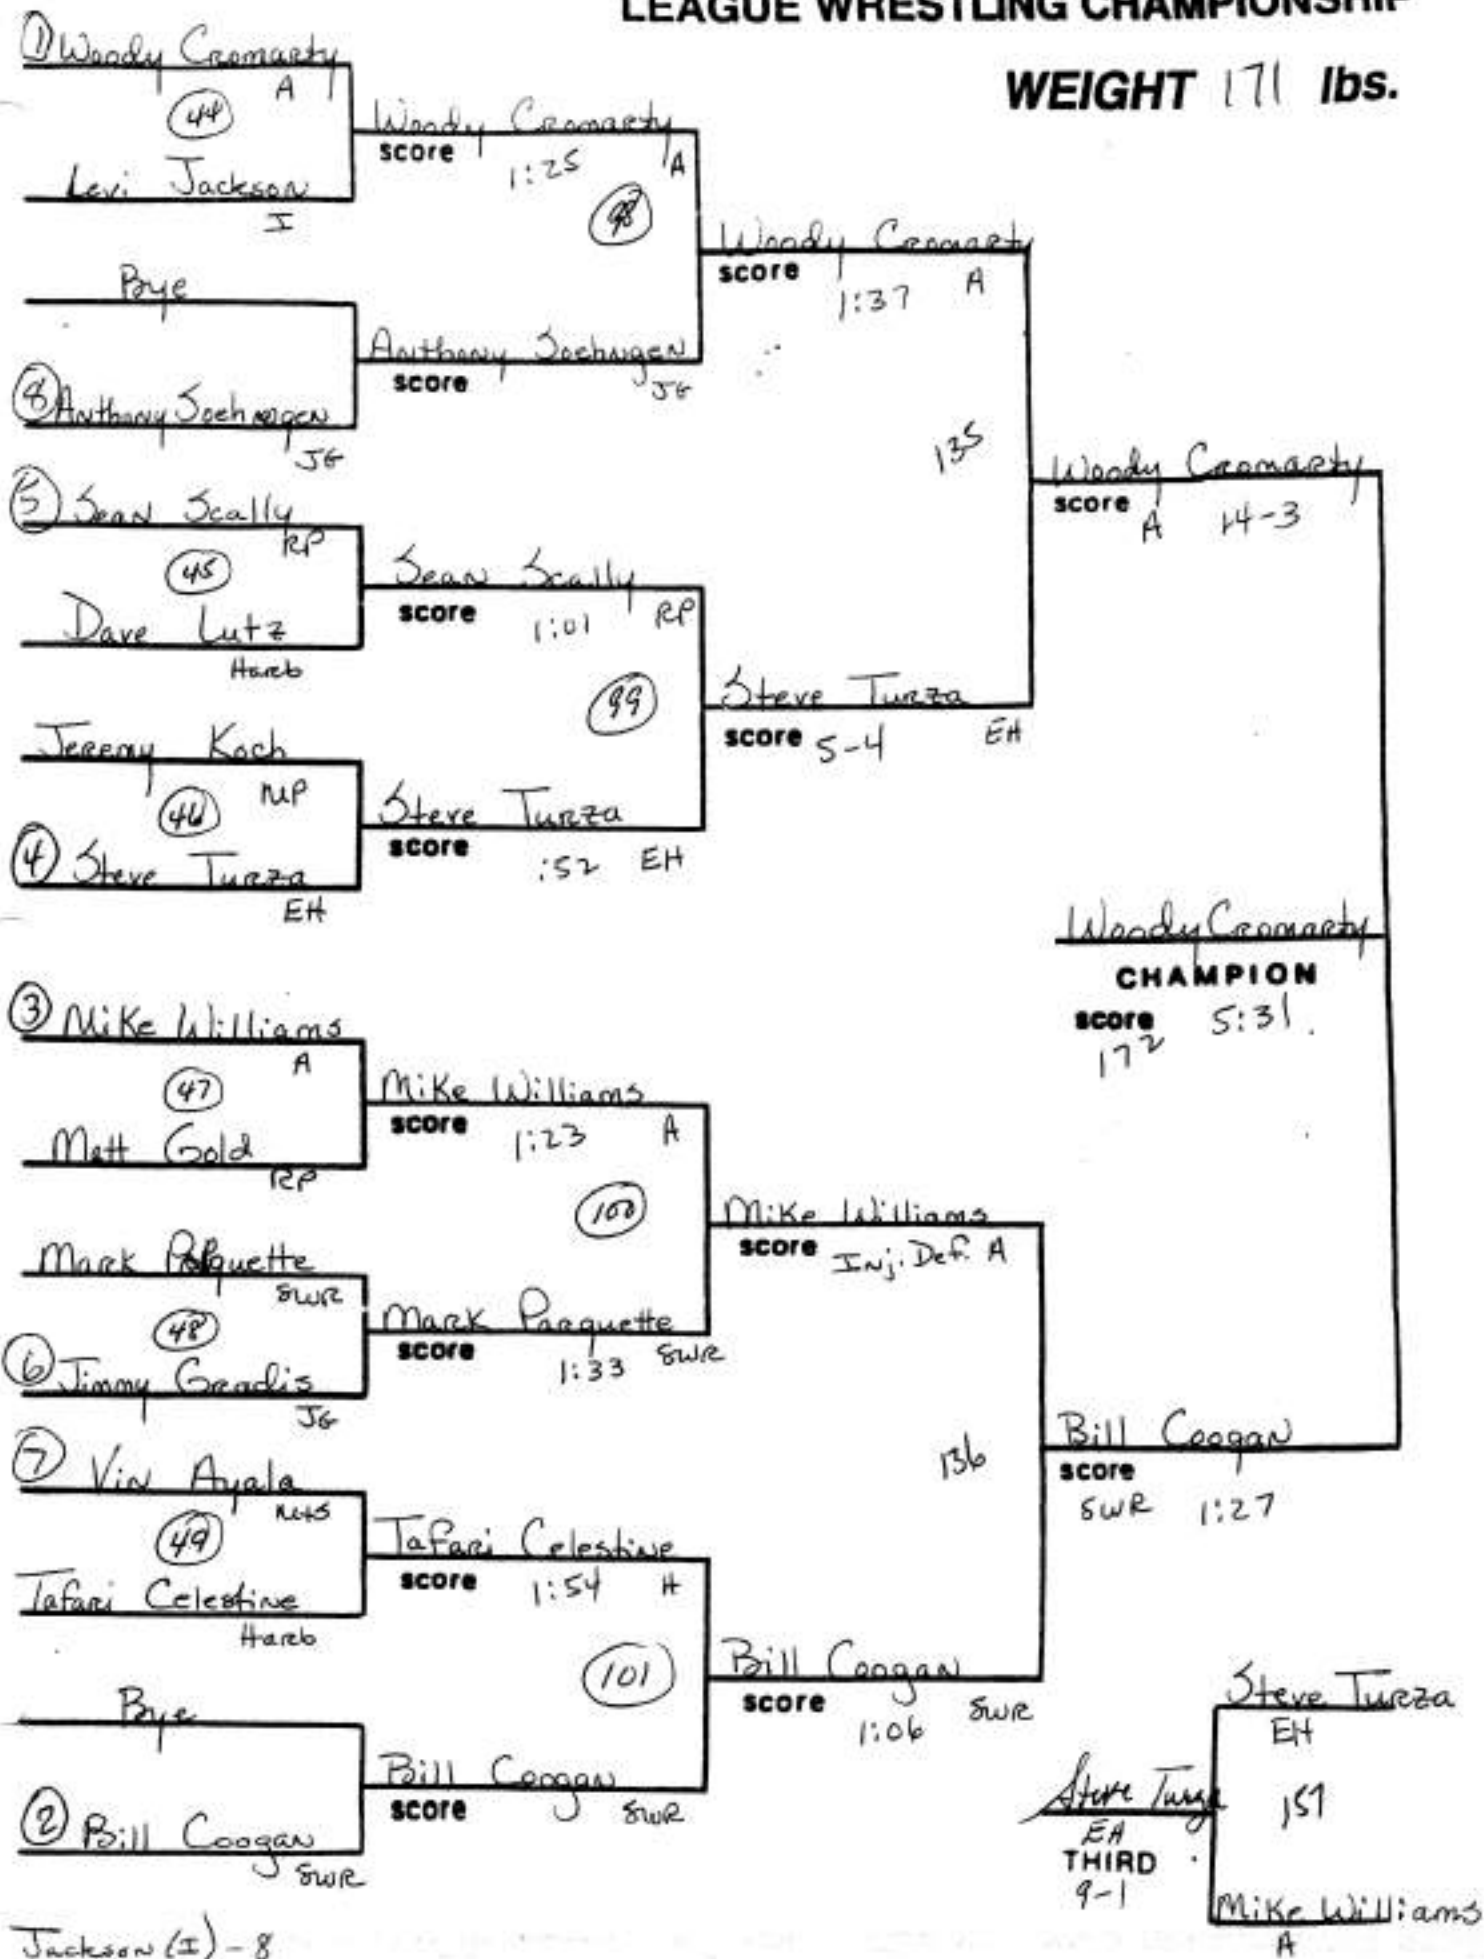 LEAGUE WRESTLING CHAMPIONSHIP
WEIGHT 171 lbs.
1 Woody Cromarty
A
44
Levi Jackson
I
Woody Cromarty
score 1:25 A
98
Bye
8 Anthony Soehngen
JG
Anthony Soehngen
score JG
Woody Cromarty
score 1:37 A
135
5 Sean Scally
RP
45
Dave Lutz
Harb
Sean Scally
score 1:01 RP
99
Jeremy Koch
MP
46
4 Steve Turza
EH
Steve Turza
score :52 EH
Steve Turza
score 5-4 EH
Woody Cromarty
score A 14-3
Woody Cromarty
CHAMPION
score 5:31
172
3 Mike Williams
A
47
Matt Gold
RP
Mike Williams
score 1:23 A
100
Mark Paquette
SWR
48
6 Jimmy Gradis
JG
Mark Paquette
score 1:33 SWR
Mike Williams
score Inj. Def. A
136
7 Vin Ayala
49
Tafari Celestine
Harb
Tafari Celestine
score 1:54 H
101
Bye
2 Bill Coogan
SWR
Bill Coogan
score SWR
Bill Coogan
score 1:06 SWR
Bill Coogan
score
SWR 1:27
Steve Turza
EH
157
Mike Williams
A
Steve Turza
EH
THIRD
9-1
Jackson (I) - 8